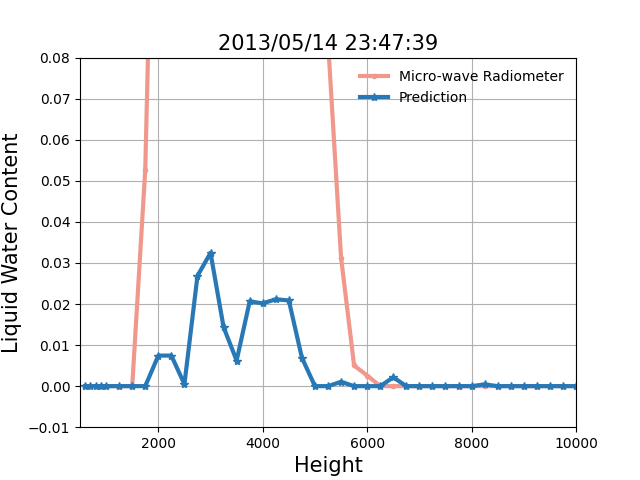 2013/05/14 23:47:39
Micro-wave Radiometer
Prediction
Liquid Water Content
0.08
0.07
0.06
0.05
0.04
0.03
0.02
0.01
0.00
−0.01
2000 4000 6000 8000 10000
Height